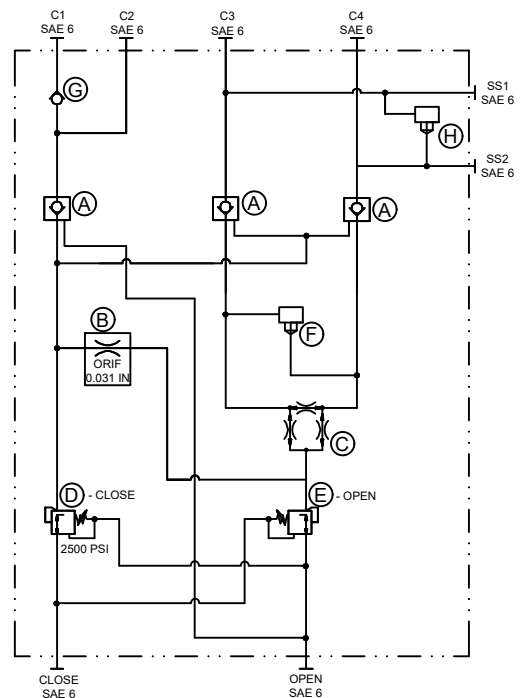 C1
SAE 6
C2
SAE 6
C3
SAE 6
C4
SAE 6
G
SS1
SAE 6
H
SS2
SAE 6
A
A
A
B
F
ORIF
0.031 IN
C
D - CLOSE
E - OPEN
2500 PSI
CLOSE
SAE 6
OPEN
SAE 6